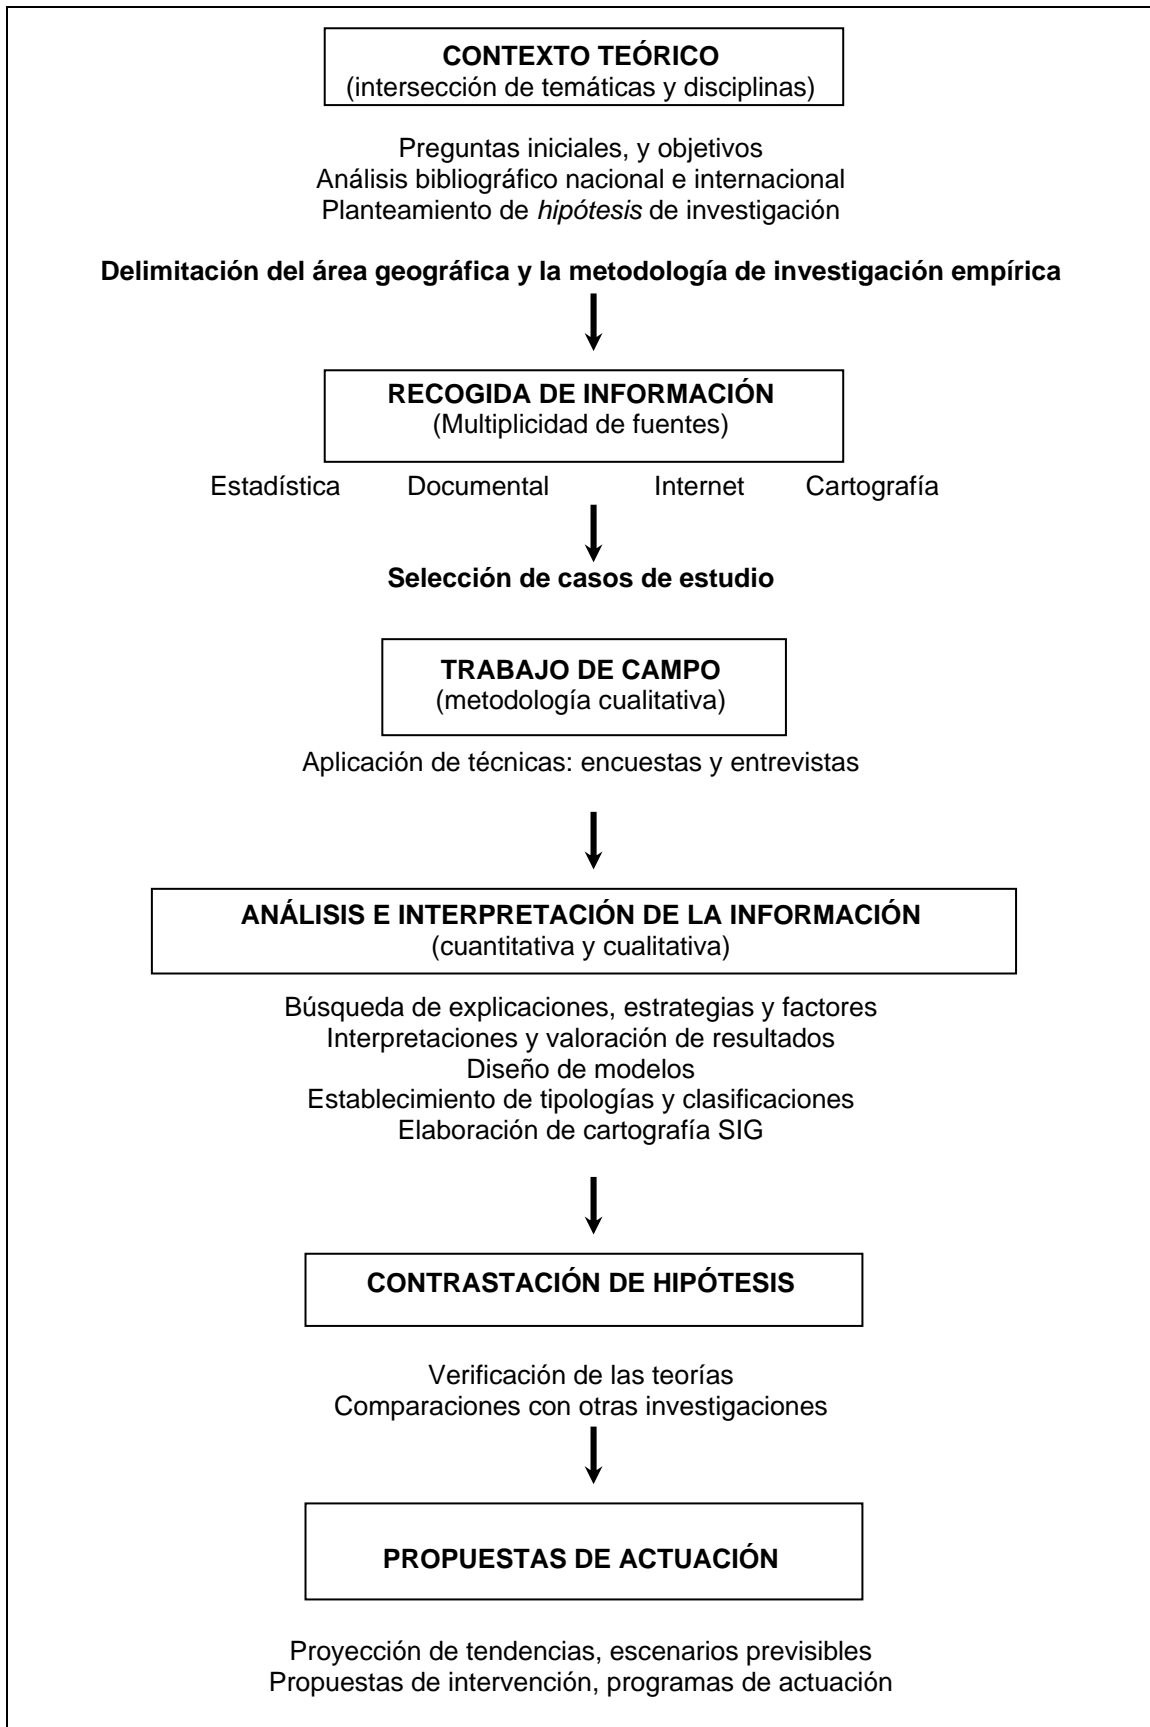 CONTEXTO TEÓRICO
(intersección de temáticas y disciplinas)
Preguntas iniciales, y objetivos
Análisis bibliográfico nacional e internacional
Planteamiento de hipótesis de investigación
Delimitación del área geográfica y la metodología de investigación empírica
RECOGIDA DE INFORMACIÓN
(Multiplicidad de fuentes)
Estadística Documental Internet Cartografía
Selección de casos de estudio
TRABAJO DE CAMPO
(metodología cualitativa)
Aplicación de técnicas: encuestas y entrevistas
ANÁLISIS E INTERPRETACIÓN DE LA INFORMACIÓN
(cuantitativa y cualitativa)
Búsqueda de explicaciones, estrategias y factores
Interpretaciones y valoración de resultados
Diseño de modelos
Establecimiento de tipologías y clasificaciones
Elaboración de cartografía SIG
CONTRASTACIÓN DE HIPÓTESIS
Verificación de las teorías
Comparaciones con otras investigaciones
PROPUESTAS DE ACTUACIÓN
Proyección de tendencias, escenarios previsibles
Propuestas de intervención, programas de actuación